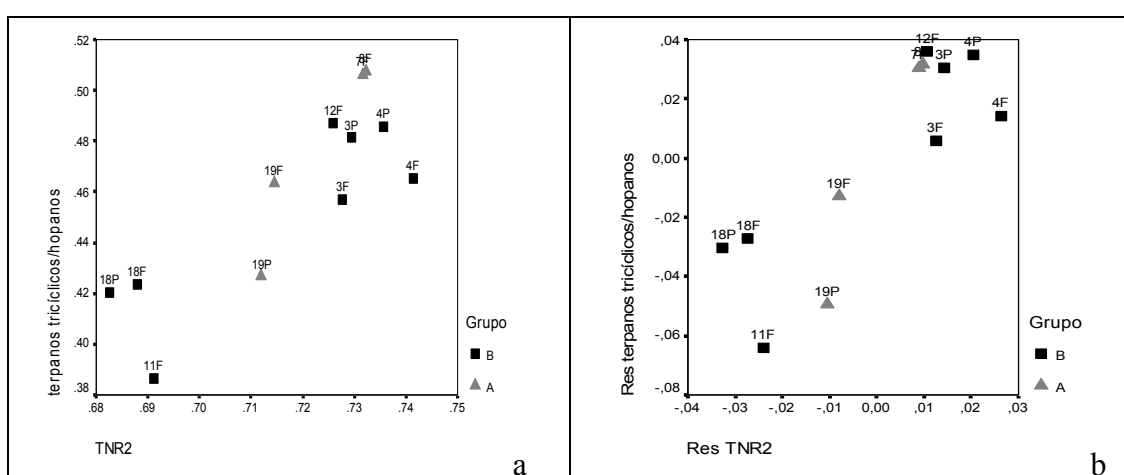 .52
.50
.48
.46
.44
.42
.40
.38
.68
.69
.70
.71
.72
.73
.74
.75
terpanos tricíclicos/hopanos
TNR2
8F
7F
12F
3P
4P
4F
3F
19F
19P
18P
18F
11F
Grupo
B
A
a
,04
,02
0,00
-,02
-,04
-,06
-,08
-,04
-,03
-,02
-,01
0,00
,01
,02
,03
Res terpanos tricíclicos/hopanos
Res TNR2
12F
7F
3P
4P
4F
3F
19F
18P
18F
19P
11F
Grupo
B
A
b